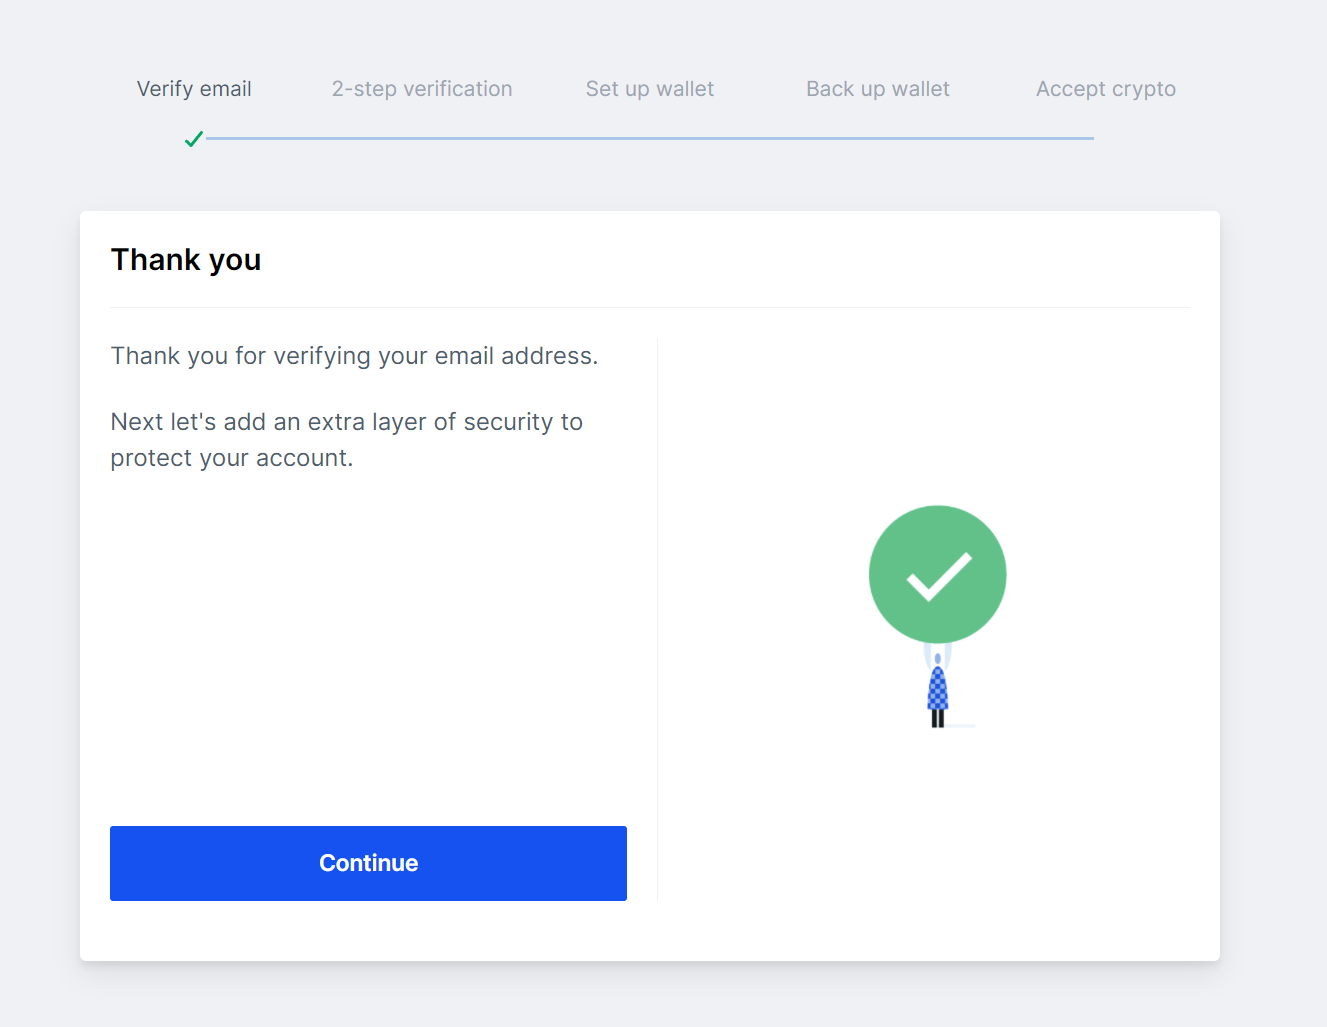 Verify email 2-step verification Set up wallet Back up wallet Accept crypto
Thank you
Thank you for verifying your email address.
Next let's add an extra layer of security to
protect your account.
Continue